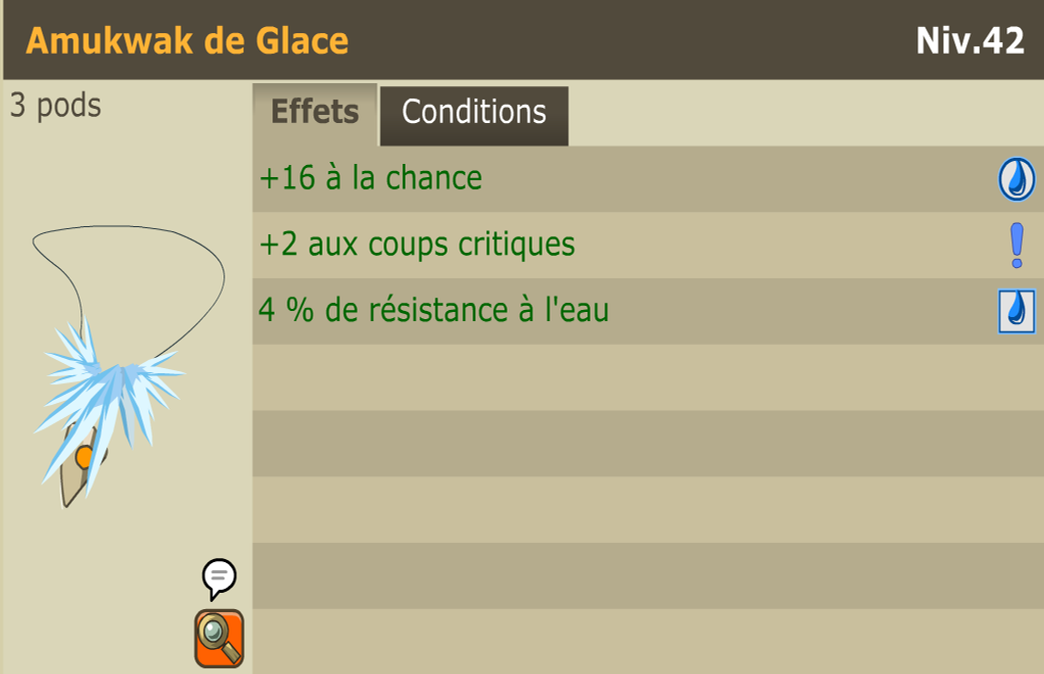 Amukwak de Glace
Niv.42
3 pods
Effets
Conditions
+16 à la chance
+2 aux coups critiques
4 % de résistance à l'eau